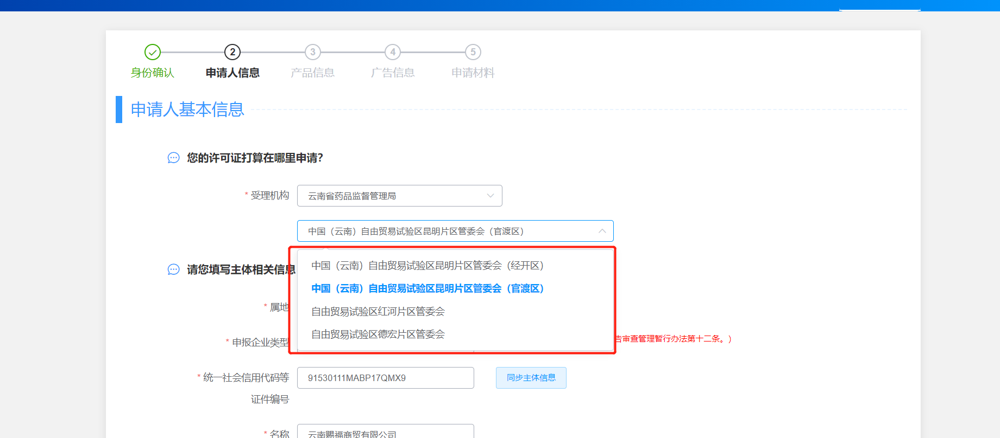 2 3 4 5
身份确认 申请人信息 产品信息 广告信息 申请材料
申请人基本信息
您的许可证打算在哪里申请?
* 受理机构 云南省药品监督管理局
中国（云南）自由贸易试验区昆明片区管委会（官渡区）
中国（云南）自由贸易试验区昆明片区管委会（经开区）
请您填写主体相关信息
中国（云南）自由贸易试验区昆明片区管委会（官渡区）
* 属地 自由贸易试验区红河片区管委会
自由贸易试验区德宏片区管委会
* 申报企业类型 告审查管理暂行办法第十二条。)
* 统一社会信用代码等 91530111MABP17QMX9 同步主体信息
证件编号
* 名称 云南赐福商贸有限公司